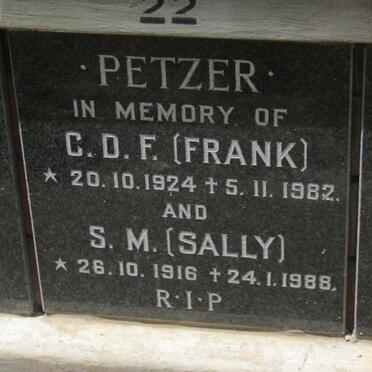 22
· PETZER ·
IN MEMORY OF
C.D.F. (FRANK)
★ 20.10.1924 † 5.11.1982.
AND
S.M. (SALLY)
★ 26.10.1916 † 24.1.1988.
R·I·P